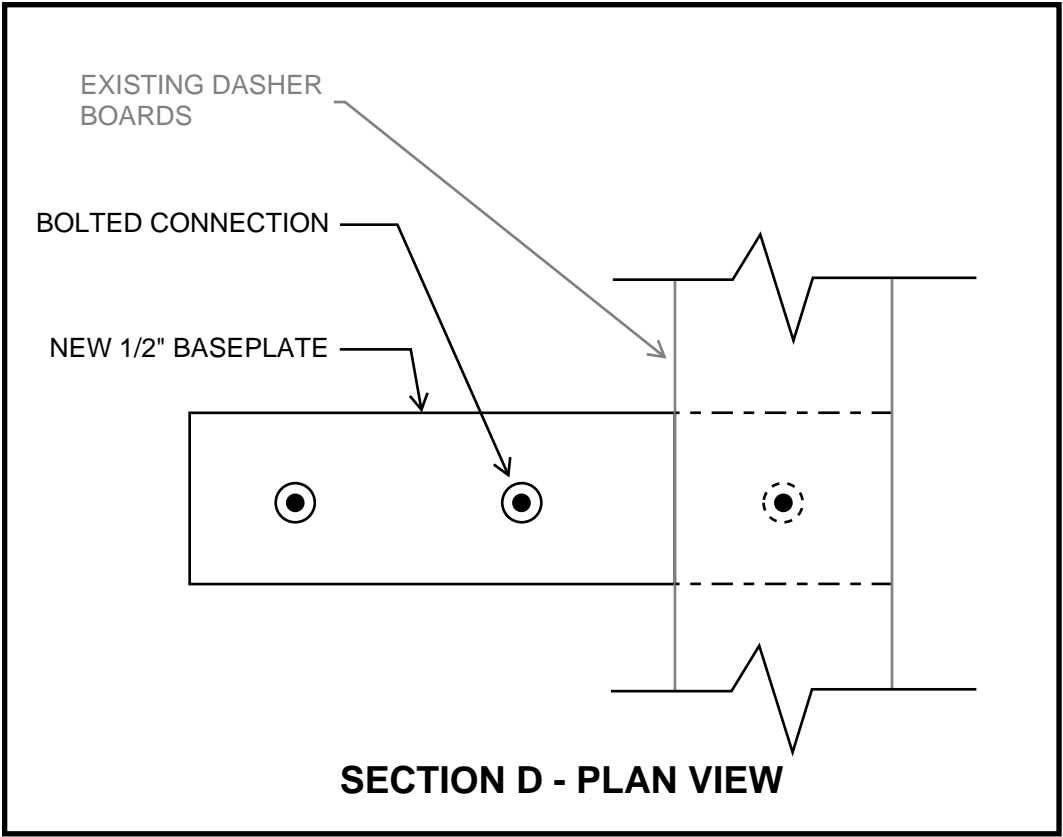 EXISTING DASHER
BOARDS
BOLTED CONNECTION
NEW 1/2" BASEPLATE
SECTION D - PLAN VIEW